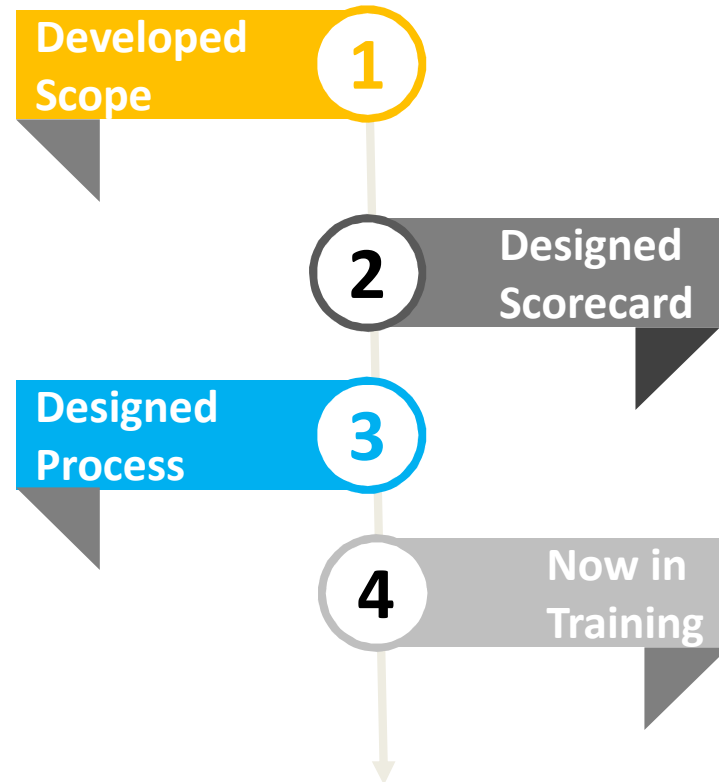 Developed
Scope
1
2
Designed
Scorecard
Designed
Process
3
4
Now in
Training